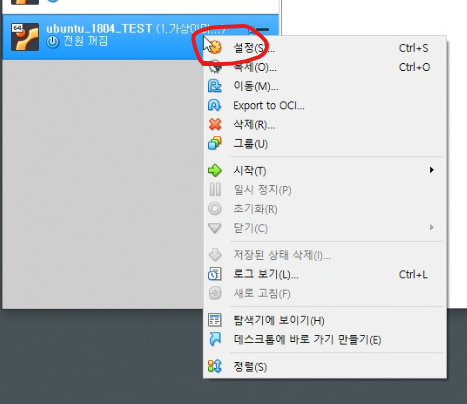 64
ubuntu_1804_TEST (1.가상이미...)
전원 꺼짐
설정(S)... Ctrl+S
복제(O)... Ctrl+O
이동(M)...
Export to OCI...
삭제(R)...
그룹(U)
시작(T)
일시 정지(P)
초기화(R)
닫기(C)
저장된 상태 삭제(I)...
로그 보기(L)... Ctrl+L
새로 고침(F)
탐색기에 보이기(H)
데스크톱에 바로 가기 만들기(E)
정렬(S)